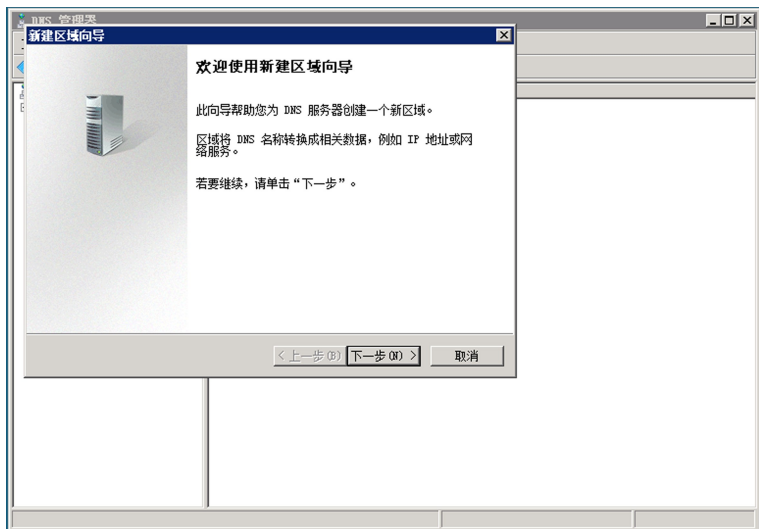 DNS 管理器
新建区域向导
欢迎使用新建区域向导
此向导帮助您为 DNS 服务器创建一个新区域。
区域将 DNS 名称转换成相关数据，例如 IP 地址或网
络服务。
若要继续，请单击“下一步”。
< 上一步(B) 下一步(N) > 取消